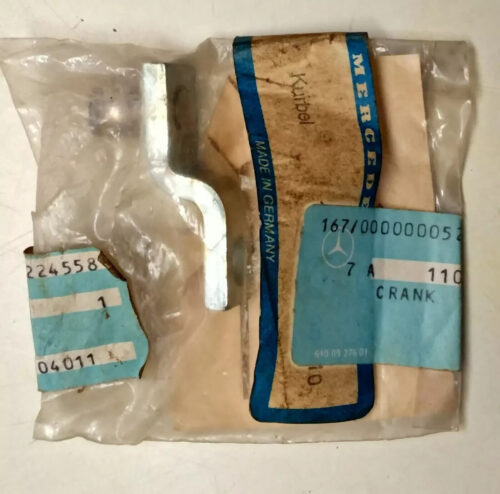 MERCEDE
Kurbel
MADE IN GERMANY
167/000000052
7 A 110
CRANK
224558
1
04011